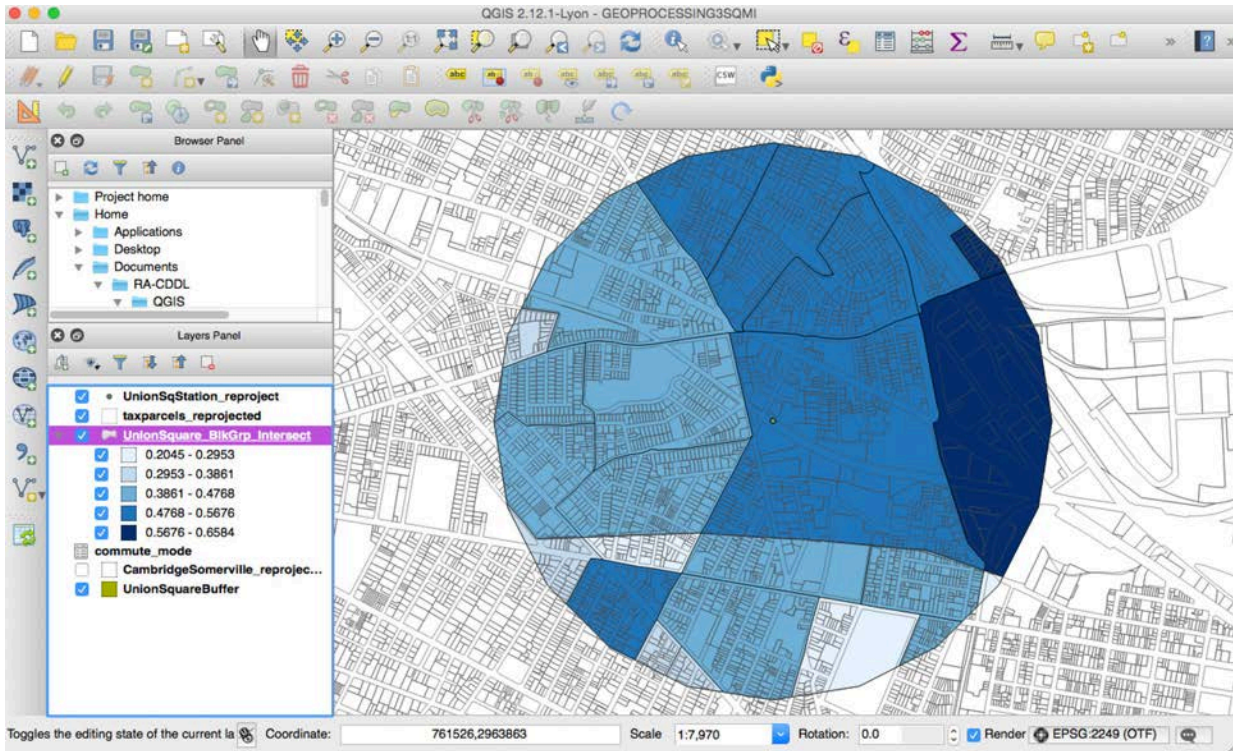 QGIS 2.12.1-Lyon - GEOPROCESSING3SQMI
abc
CSW
Browser Panel
Project home
Home
Applications
Desktop
Documents
RA-CDDL
QGIS
Layers Panel
UnionSqStation_reproject
taxparcels_reprojected
UnionSquare_BlkGrp_Intersect
0.2045 - 0.2953
0.2953 - 0.3861
0.3861 - 0.4768
0.4768 - 0.5676
0.5676 - 0.6584
commute_mode
CambridgeSomerville_reprojec...
UnionSquareBuffer
Toggles the editing state of the current la Coordinate: 761526,2963863 Scale 1:7,970 Rotation: 0.0 Render EPSG:2249 (OTF)